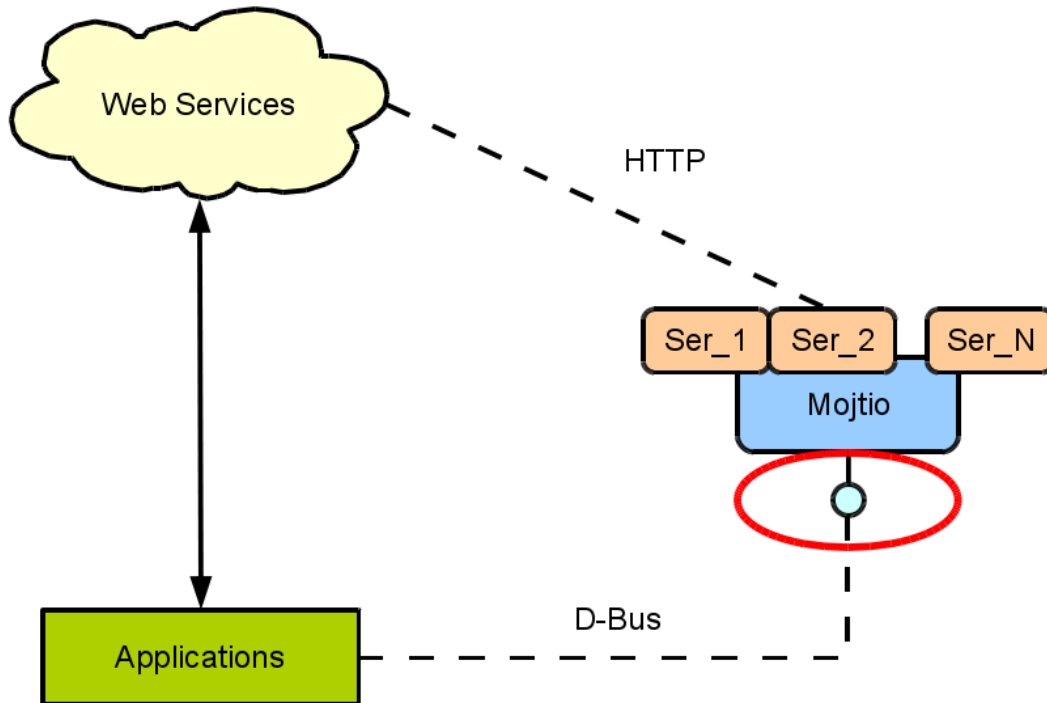 Web Services
HTTP
Ser_1
Ser_2
Ser_N
Mojtio
D-Bus
Applications